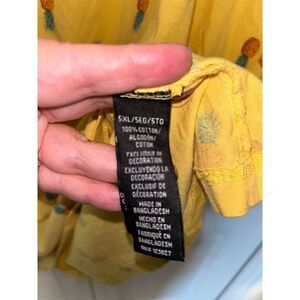 5XL/5EG/5TG
100% COTTON/
ALGODÓN/
COTON
EXCLUSIVE OF
DECORATION
EXCLUYENDO LA
DECORACIÓN
EXCLUSIF DE
DÉCORATION
MADE IN
BANGLADESH
HECHO EN
BANGLADESH
FABRIQUÉ EN
BANGLADESH
RN# 123827